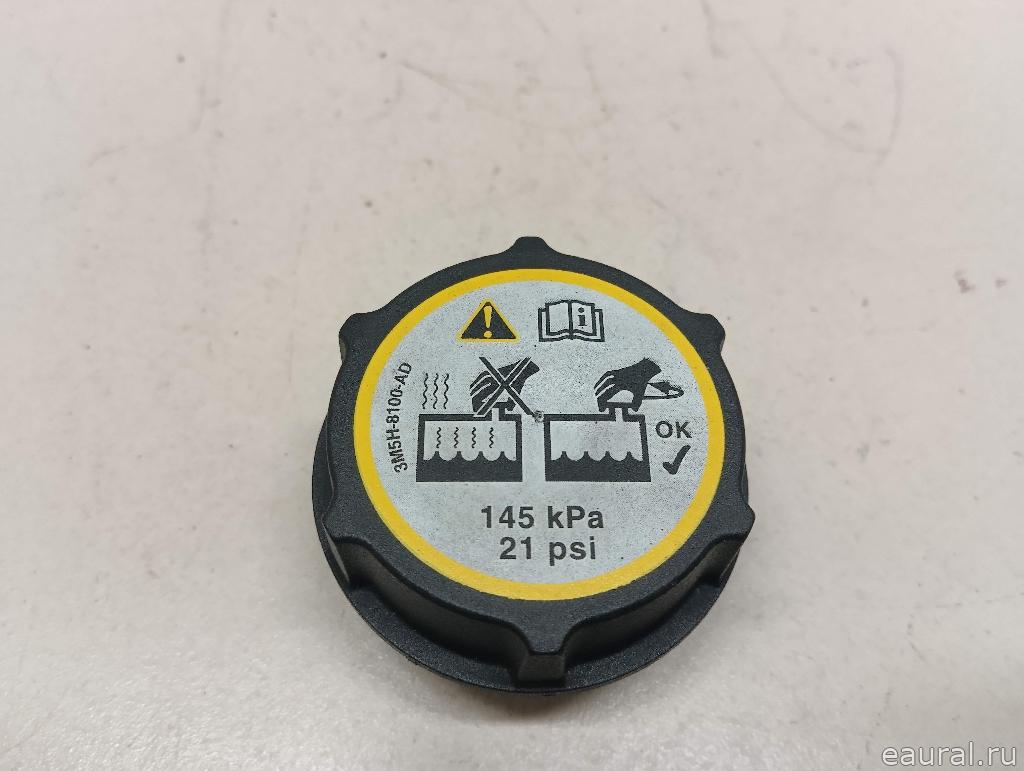 3M5H-8100-AD
OK
145 kPa
21 psi
eaural.ru